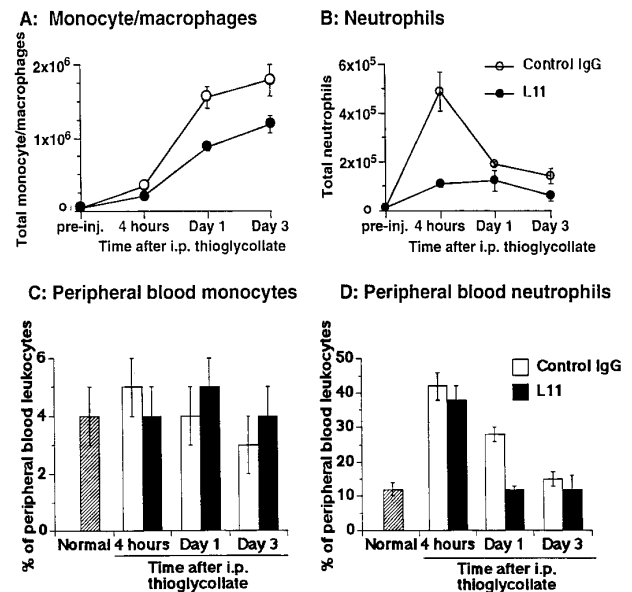 A: Monocyte/macrophages
Total monocyte/macrophages
2x10⁶
1x10⁶
0
pre-inj. 4 hours Day 1 Day 3
Time after i.p. thioglycollate
B: Neutrophils
Total neutrophils
6x10⁵
4x10⁵
2x10⁵
0
Control IgG
L11
pre-inj. 4 hours Day 1 Day 3
Time after i.p. thioglycollate
C: Peripheral blood monocytes
% of peripheral blood leukocytes
6
4
2
0
Normal 4 hours Day 1 Day 3
Time after i.p.
thioglycollate
D: Peripheral blood neutrophils
% of peripheral blood leukocytes
50
40
30
20
10
0
Control IgG
L11
Normal 4 hours Day 1 Day 3
Time after i.p.
thioglycollate